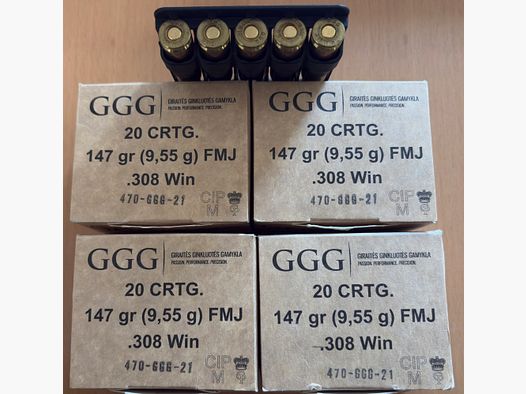 GGG GIRAITĖS GINKLUOTĖS GAMYKLA
PASSION. PERFORMANCE. PRECISION.
20 CRTG.
147 gr (9,55 g) FMJ
.308 Win
470-GGG-21
CIP
M
GGG GIRAITĖS GINKLUOTĖS GAMYKLA
PASSION. PERFORMANCE. PRECISION.
20 CRTG.
147 gr (9,55 g) FMJ
.308 Win
470-GGG-21
CIP
M
GGG GIRAITĖS GINKLUOTĖS GAMYKLA
PASSION. PERFORMANCE. PRECISION.
20 CRTG.
147 gr (9,55 g) FMJ
.308 Win
470-GGG-21
CIP
M
GGG GIRAITĖS GINKLUOTĖS GAMYKLA
PASSION. PERFORMANCE. PRECISION.
20 CRTG.
147 gr (9,55 g) FMJ
.308 Win
470-GGG-21
CIP
M